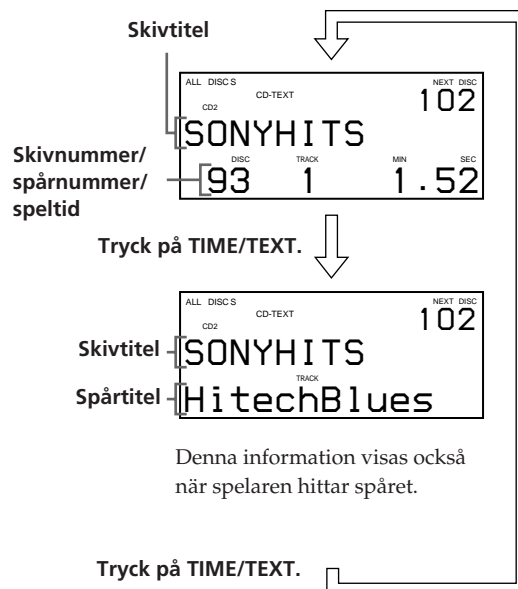 Skivtitel
ALL DISC S
NEXT DISC
CD-TEXT
102
CD2
SONYHITS
Skivnummer/
spårnummer/
speltid
DISC TRACK MIN SEC
93 1 1.52
Tryck på TIME/TEXT.
ALL DISC S
NEXT DISC
CD-TEXT
102
CD2
Skivtitel
SONYHITS
TRACK
Spårtitel
HitechBlues
Denna information visas också
när spelaren hittar spåret.
Tryck på TIME/TEXT.